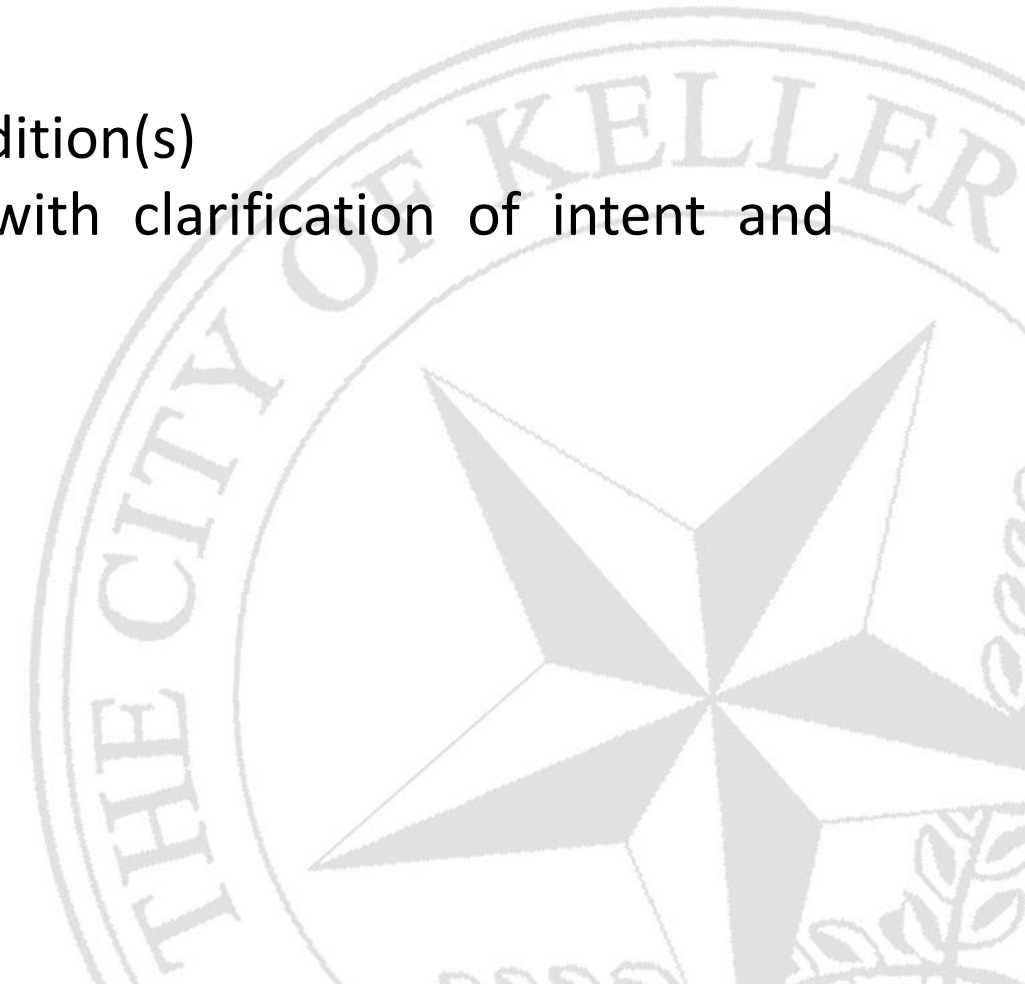 dition(s)
with clarification of intent and
THE CITY OF KELLER